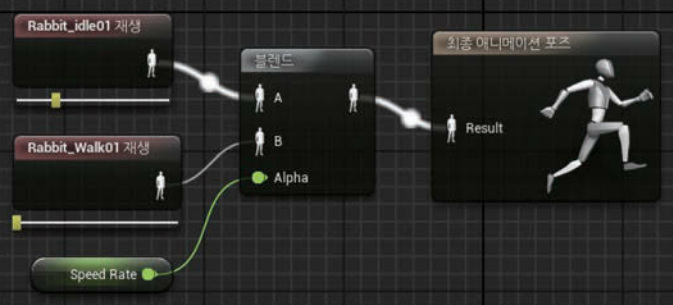 Rabbit_idle01 재생
블렌드
A
B
Alpha
최종 애니메이션 포즈
Result
Rabbit_Walk01 재생
Speed Rate